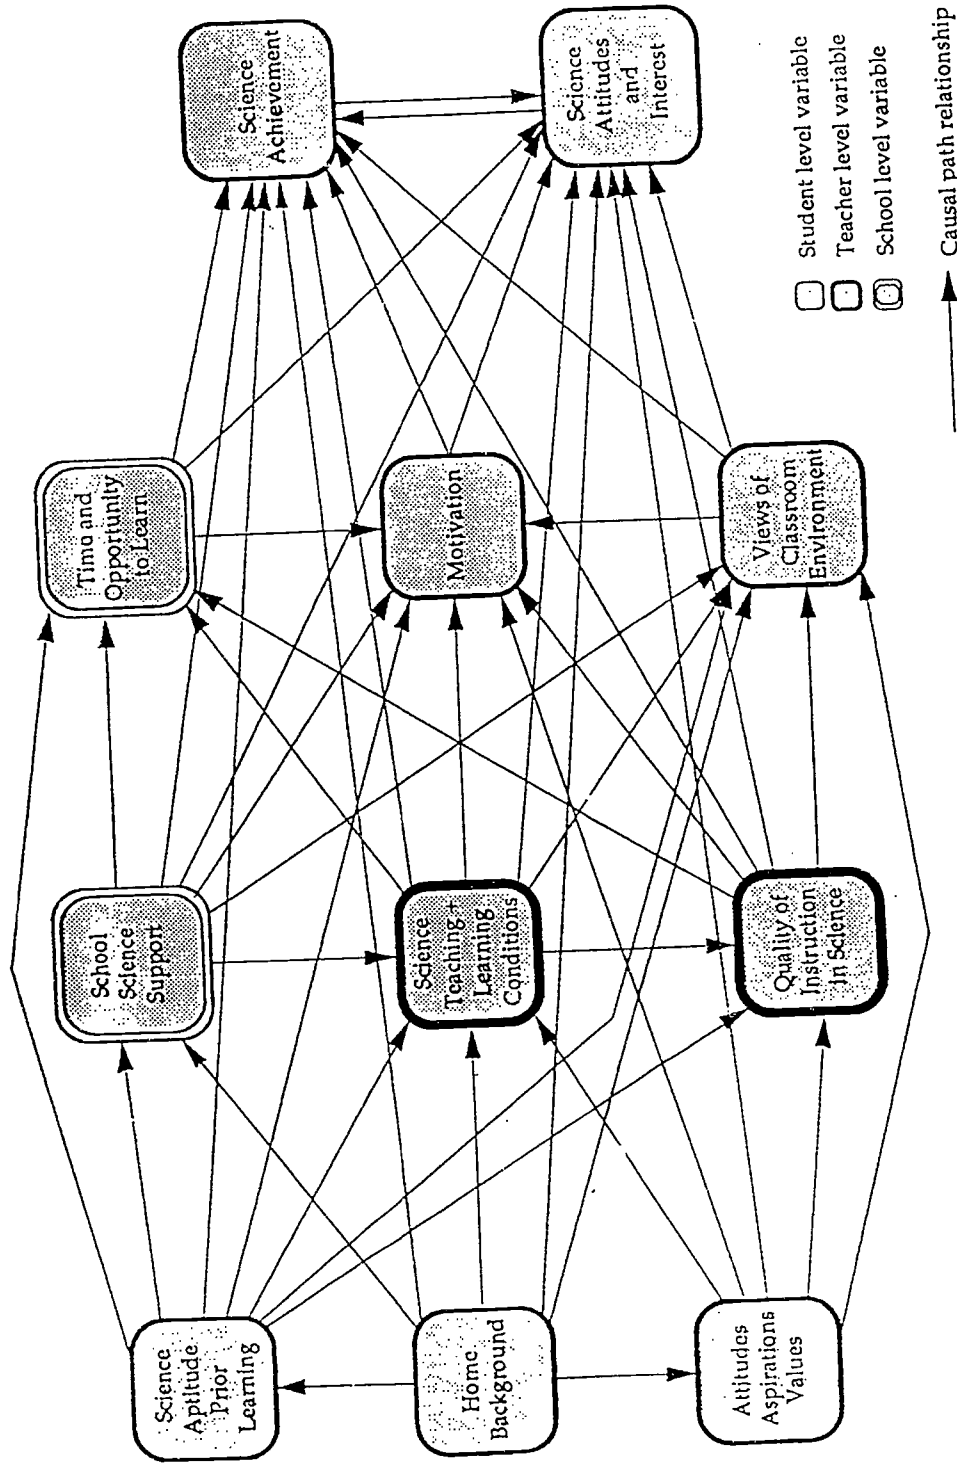 Science
Aptitude
Prior
Learning
Home
Background
Attitudes
Aspirations
Values
School
Science
Support
Science
Teaching +
Learning
Conditions
Quality of
Instruction
In Science
Time and
Opportunity
to Learn
Motivation
Views of
Classroom
Environment
Science
Achievement
Science
Attitudes
and
Interest
Student level variable
Teacher level variable
School level variable
Causal path relationship